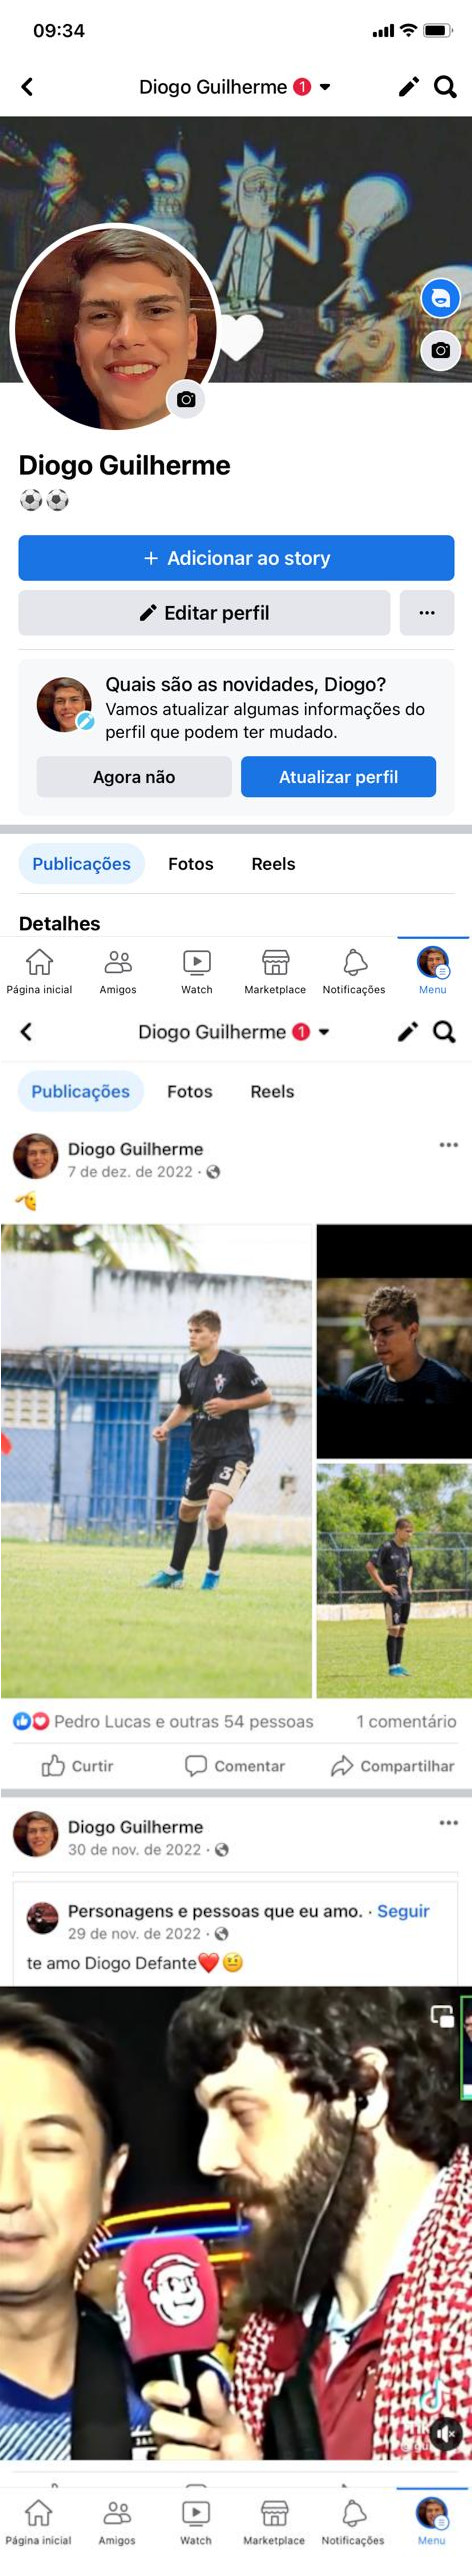 09:34
Diogo Guilherme 1
Diogo Guilherme
+ Adicionar ao story
Editar perfil
Quais são as novidades, Diogo?
Vamos atualizar algumas informações do
perfil que podem ter mudado.
Agora não
Atualizar perfil
Publicações Fotos Reels
Detalhes
Página inicial Amigos Watch Marketplace Notificações Menu
Diogo Guilherme 1
Publicações Fotos Reels
Diogo Guilherme
7 de dez. de 2022 ·
3
Pedro Lucas e outras 54 pessoas 1 comentário
Curtir Comentar Compartilhar
Diogo Guilherme
30 de nov. de 2022 ·
Personagens e pessoas que eu amo. · Seguir
29 de nov. de 2022 ·
te amo Diogo Defante❤️🤨
Página inicial Amigos Watch Marketplace Notificações Menu